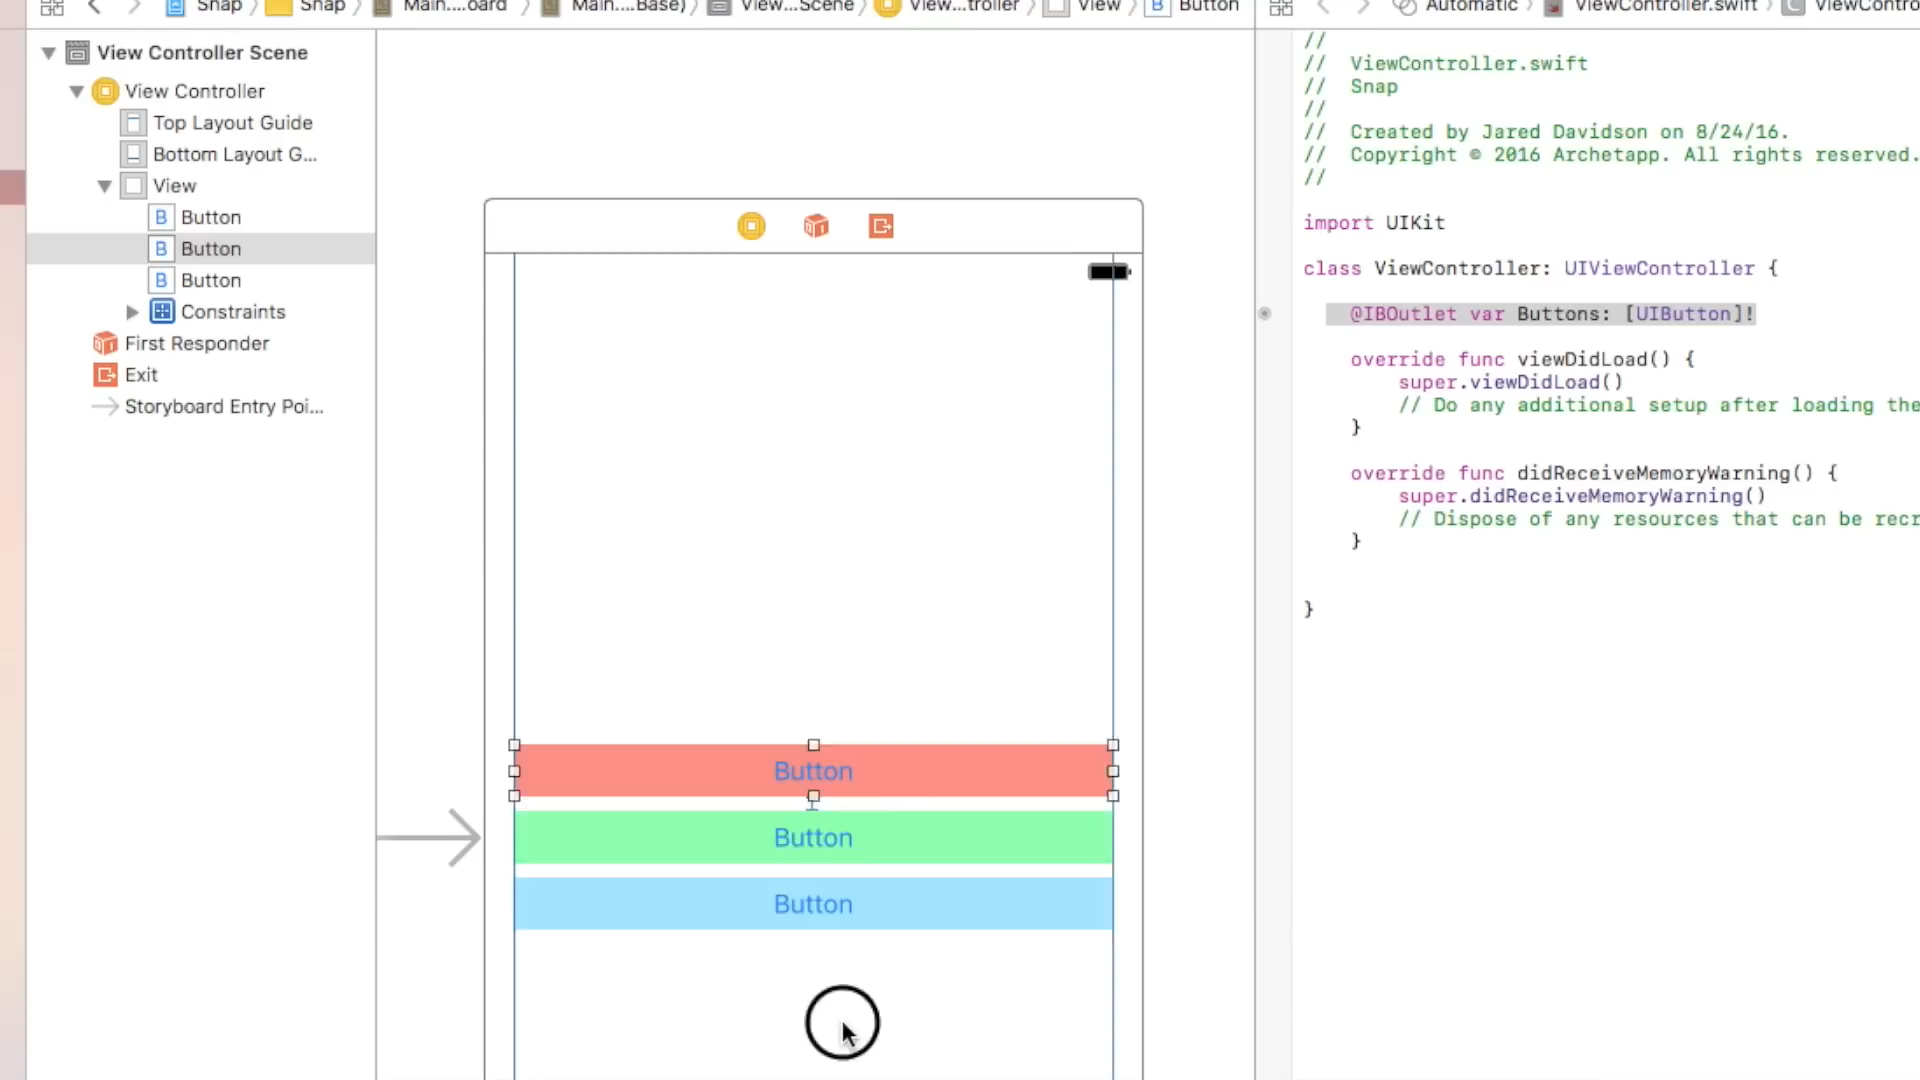 Snap Snap Main....oard Main....Base) View...Scene View...troller View B Button
Automatic ViewController.swift C ViewContro
View Controller Scene
View Controller
Top Layout Guide
Bottom Layout G...
View
B Button
B Button
B Button
Constraints
First Responder
Exit
Storyboard Entry Poi...
Button
Button
Button
//
// ViewController.swift
// Snap
//
// Created by Jared Davidson on 8/24/16.
// Copyright © 2016 Archetapp. All rights reserved.
//
import UIKit
class ViewController: UIViewController {
@IBOutlet var Buttons: [UIButton]!
override func viewDidLoad() {
super.viewDidLoad()
// Do any additional setup after loading the
}
override func didReceiveMemoryWarning() {
super.didReceiveMemoryWarning()
// Dispose of any resources that can be recr
}
}